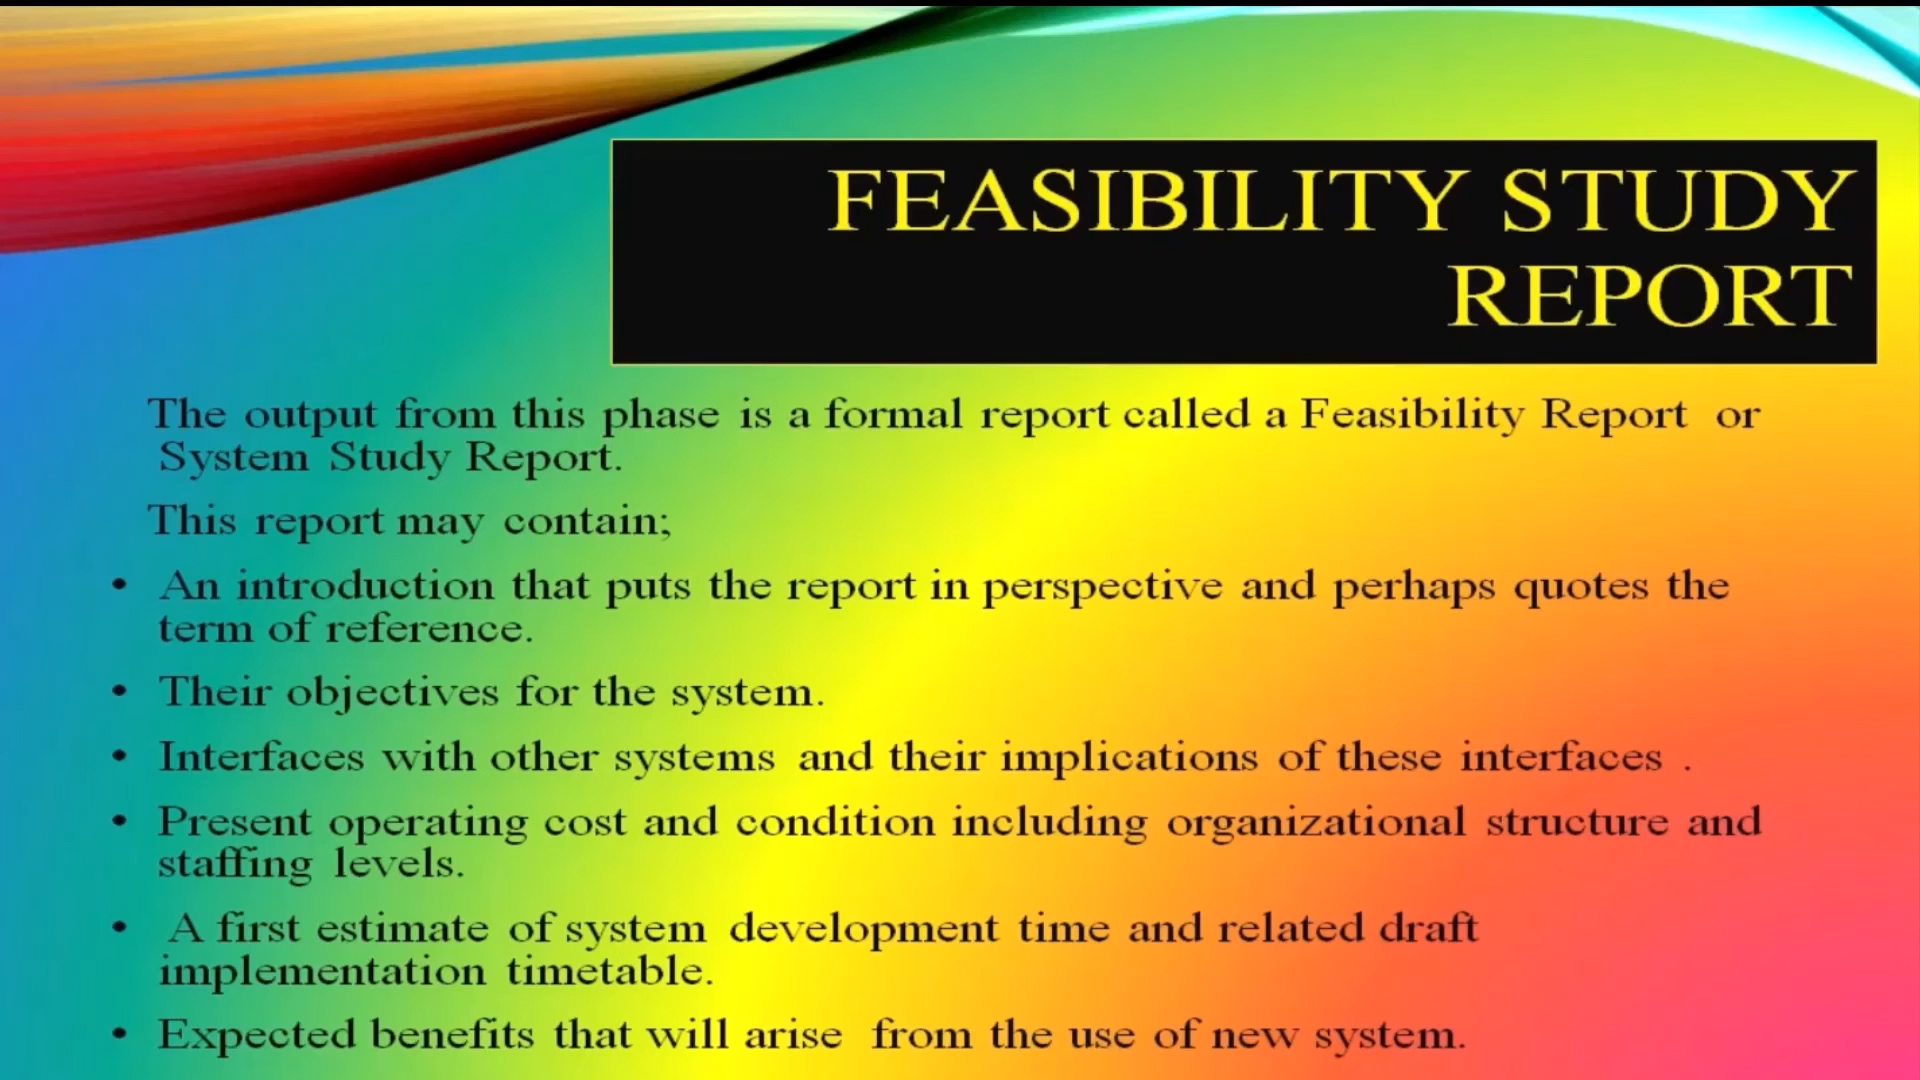 FEASIBILITY STUDY
REPORT
The output from this phase is a formal report called a Feasibility Report or
System Study Report.
This report may contain;
• An introduction that puts the report in perspective and perhaps quotes the
term of reference.
• Their objectives for the system.
• Interfaces with other systems and their implications of these interfaces .
• Present operating cost and condition including organizational structure and
staffing levels.
• A first estimate of system development time and related draft
implementation timetable.
• Expected benefits that will arise from the use of new system.